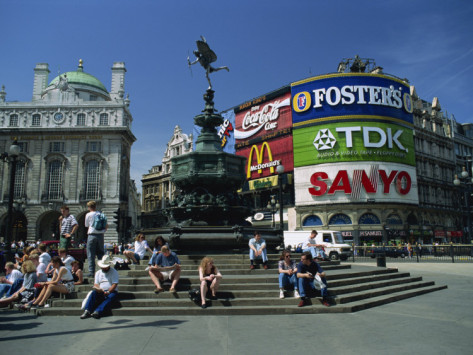 FOSTER'S
Coca-Cola
TDK
McDonald's
SANYO